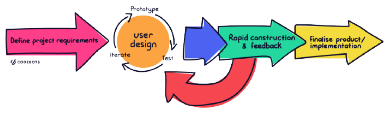 Define project requirements
Prototype
user
design
Iterate
Test
Rapid construction
& feedback
Finalise product/
implementation